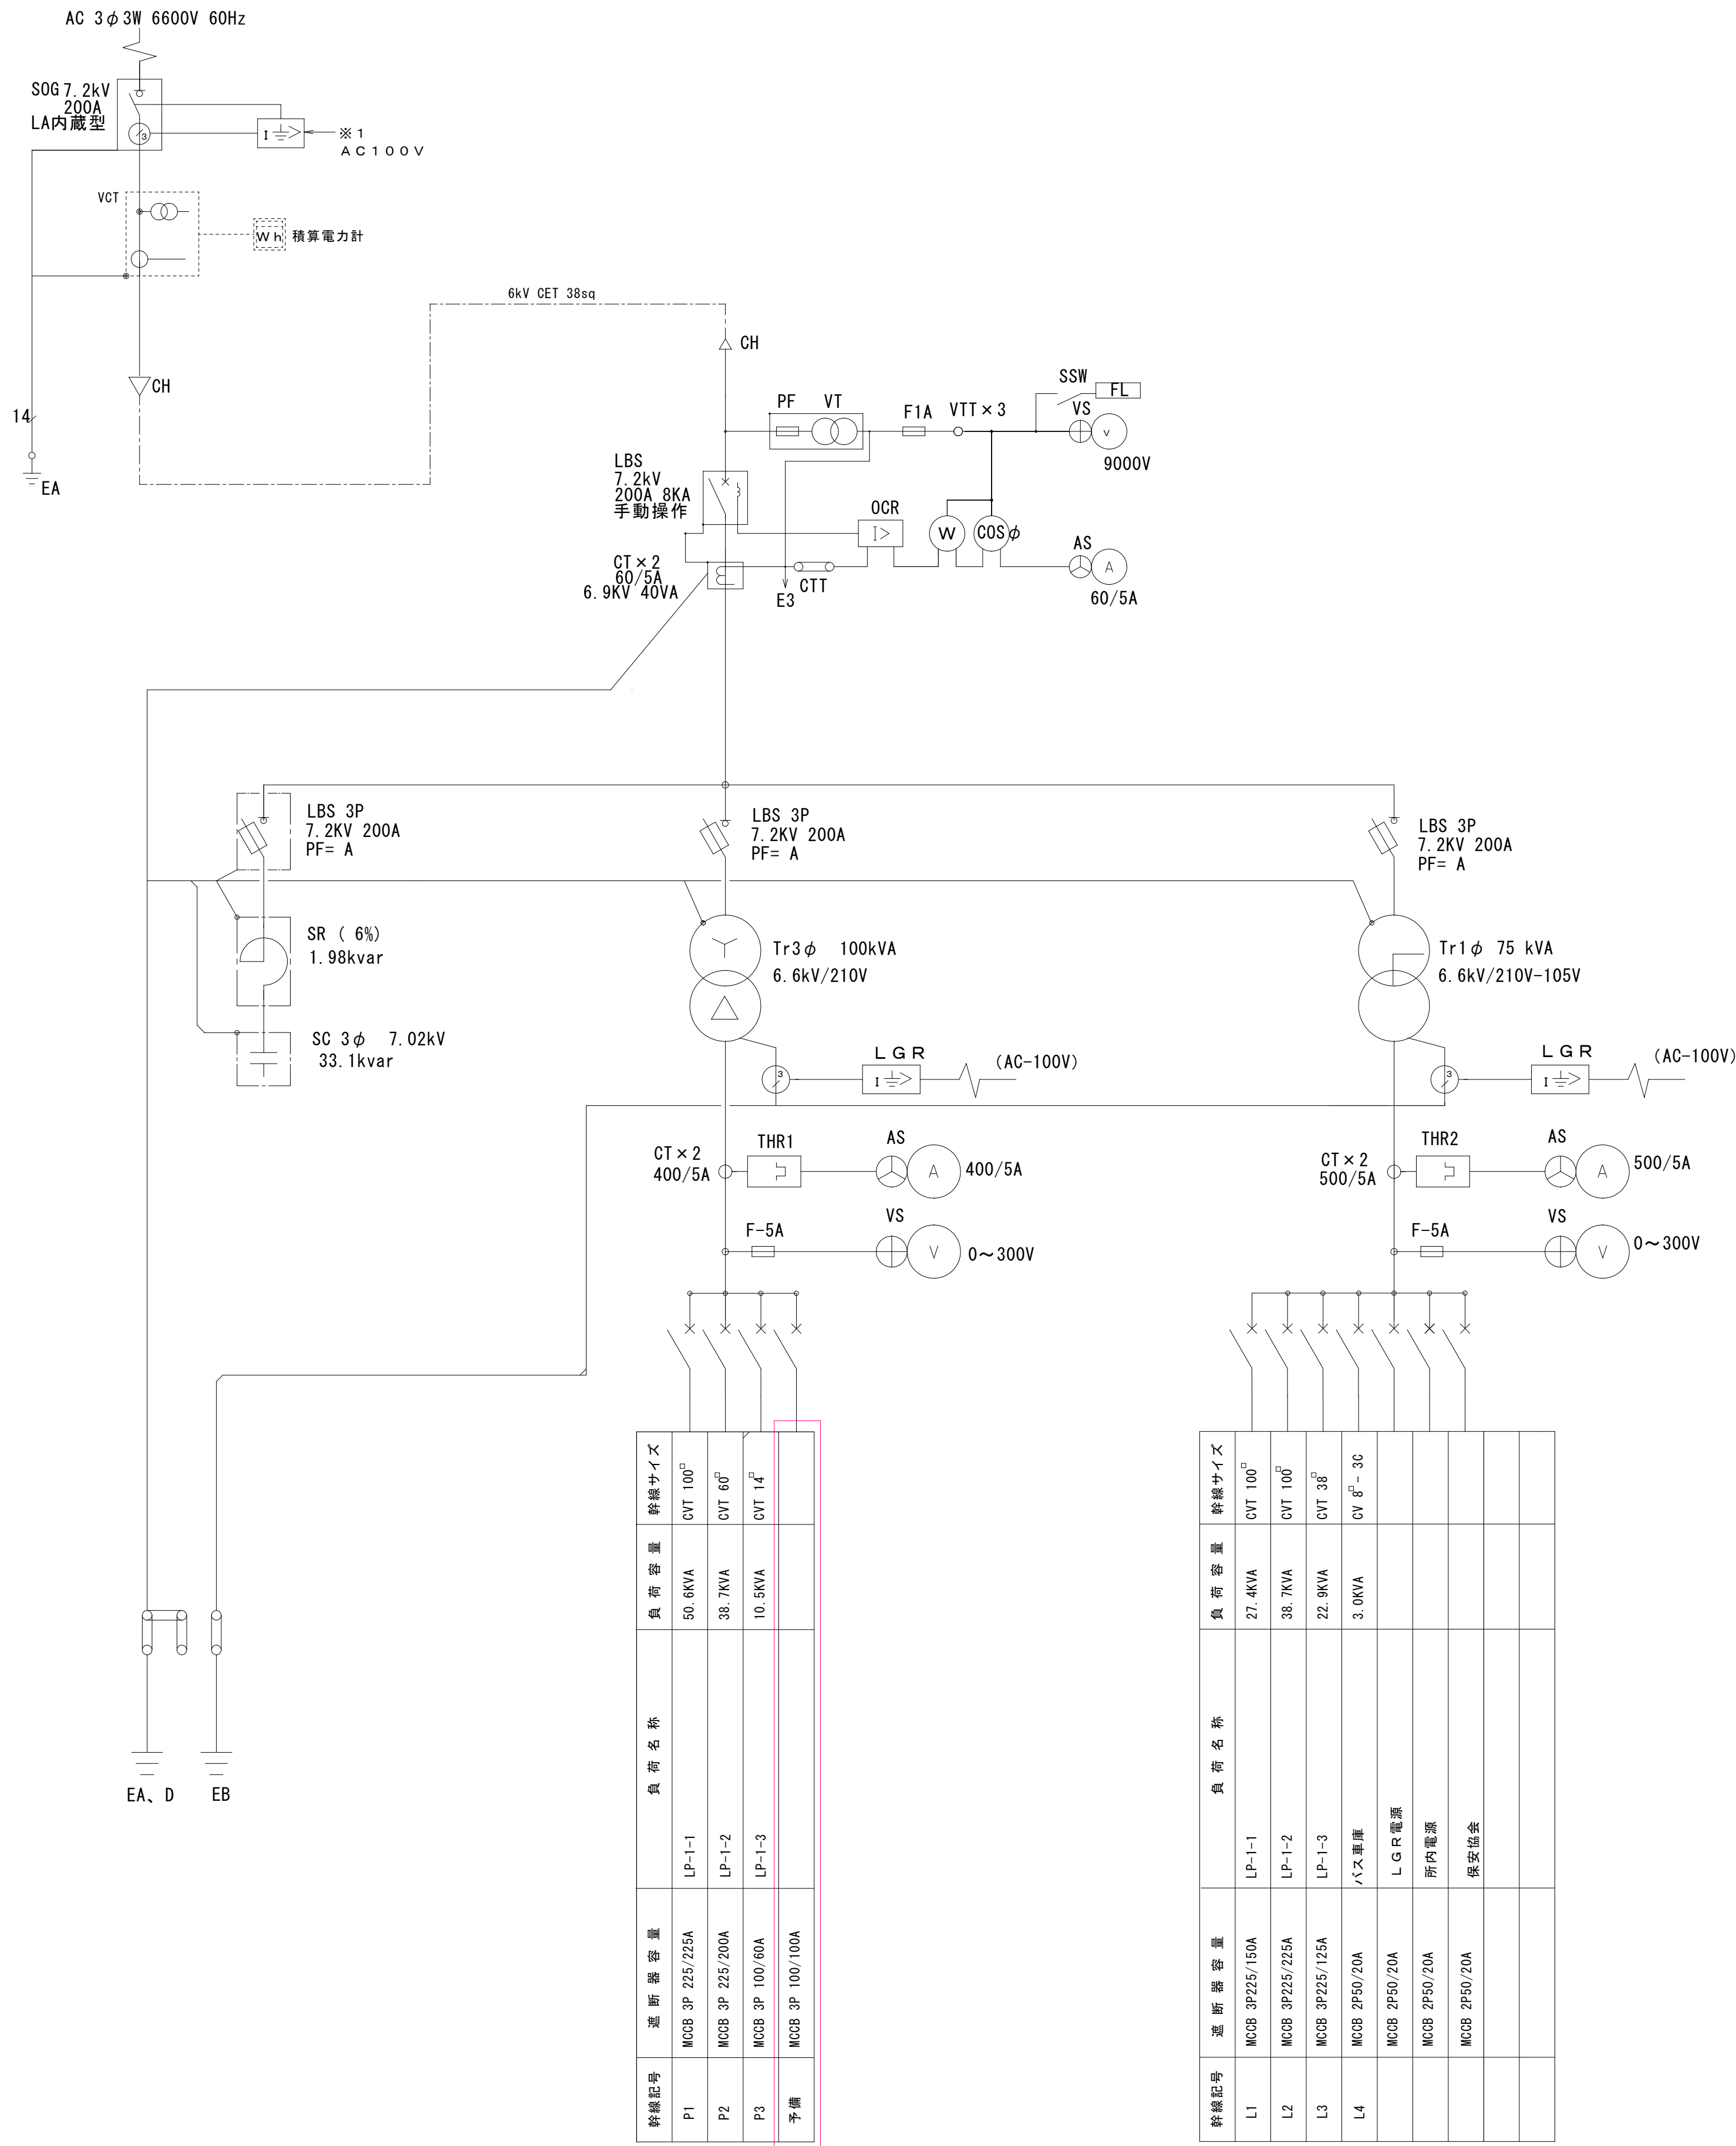 AC 3φ3W 6600V 60Hz
SOG 7.2kV
200A
LA内蔵型
3
I
※1
AC100V
VCT
Wh
積算電力計
6kV CET 38sq
CH
CH
14
EA
SSW
FL
PF
VT
F1A
VTT×3
VS
V
9000V
LBS
7.2kV
200A 8KA
手動操作
OCR
I>
W
COSφ
AS
A
60/5A
CT×2
60/5A
6.9KV 40VA
CTT
E3
LBS 3P
7.2KV 200A
PF= A
LBS 3P
7.2KV 200A
PF= A
LBS 3P
7.2KV 200A
PF= A
SR ( 6%)
1.98kvar
Tr3φ 100kVA
6.6kV/210V
Tr1φ 75 kVA
6.6kV/210V-105V
SC 3φ 7.02kV
33.1kvar
3
LGR
I
(AC-100V)
3
LGR
I
(AC-100V)
CT×2
400/5A
THR1
AS
A
400/5A
CT×2
500/5A
THR2
AS
A
500/5A
F-5A
VS
V
0~300V
F-5A
VS
V
0~300V
幹線記号 遮断器容量 負荷名称 負荷容量 幹線サイズ
P1 MCCB 3P 225/225A LP-1-1 50.6KVA CVT 100□
P2 MCCB 3P 225/200A LP-1-2 38.7KVA CVT 60□
P3 MCCB 3P 100/60A LP-1-3 10.5KVA CVT 14□
予備 MCCB 3P 100/100A
幹線記号 遮断器容量 負荷名称 負荷容量 幹線サイズ
L1 MCCB 3P225/150A LP-1-1 27.4KVA CVT 100□
L2 MCCB 3P225/225A LP-1-2 38.7KVA CVT 100□
L3 MCCB 3P225/125A LP-1-3 22.9KVA CVT 38□
L4 MCCB 2P50/20A バス車庫 3.0KVA CV 8□- 3C
MCCB 2P50/20A LGR電源
MCCB 2P50/20A 所内電源
MCCB 2P50/20A 保安協会
EA、D
EB